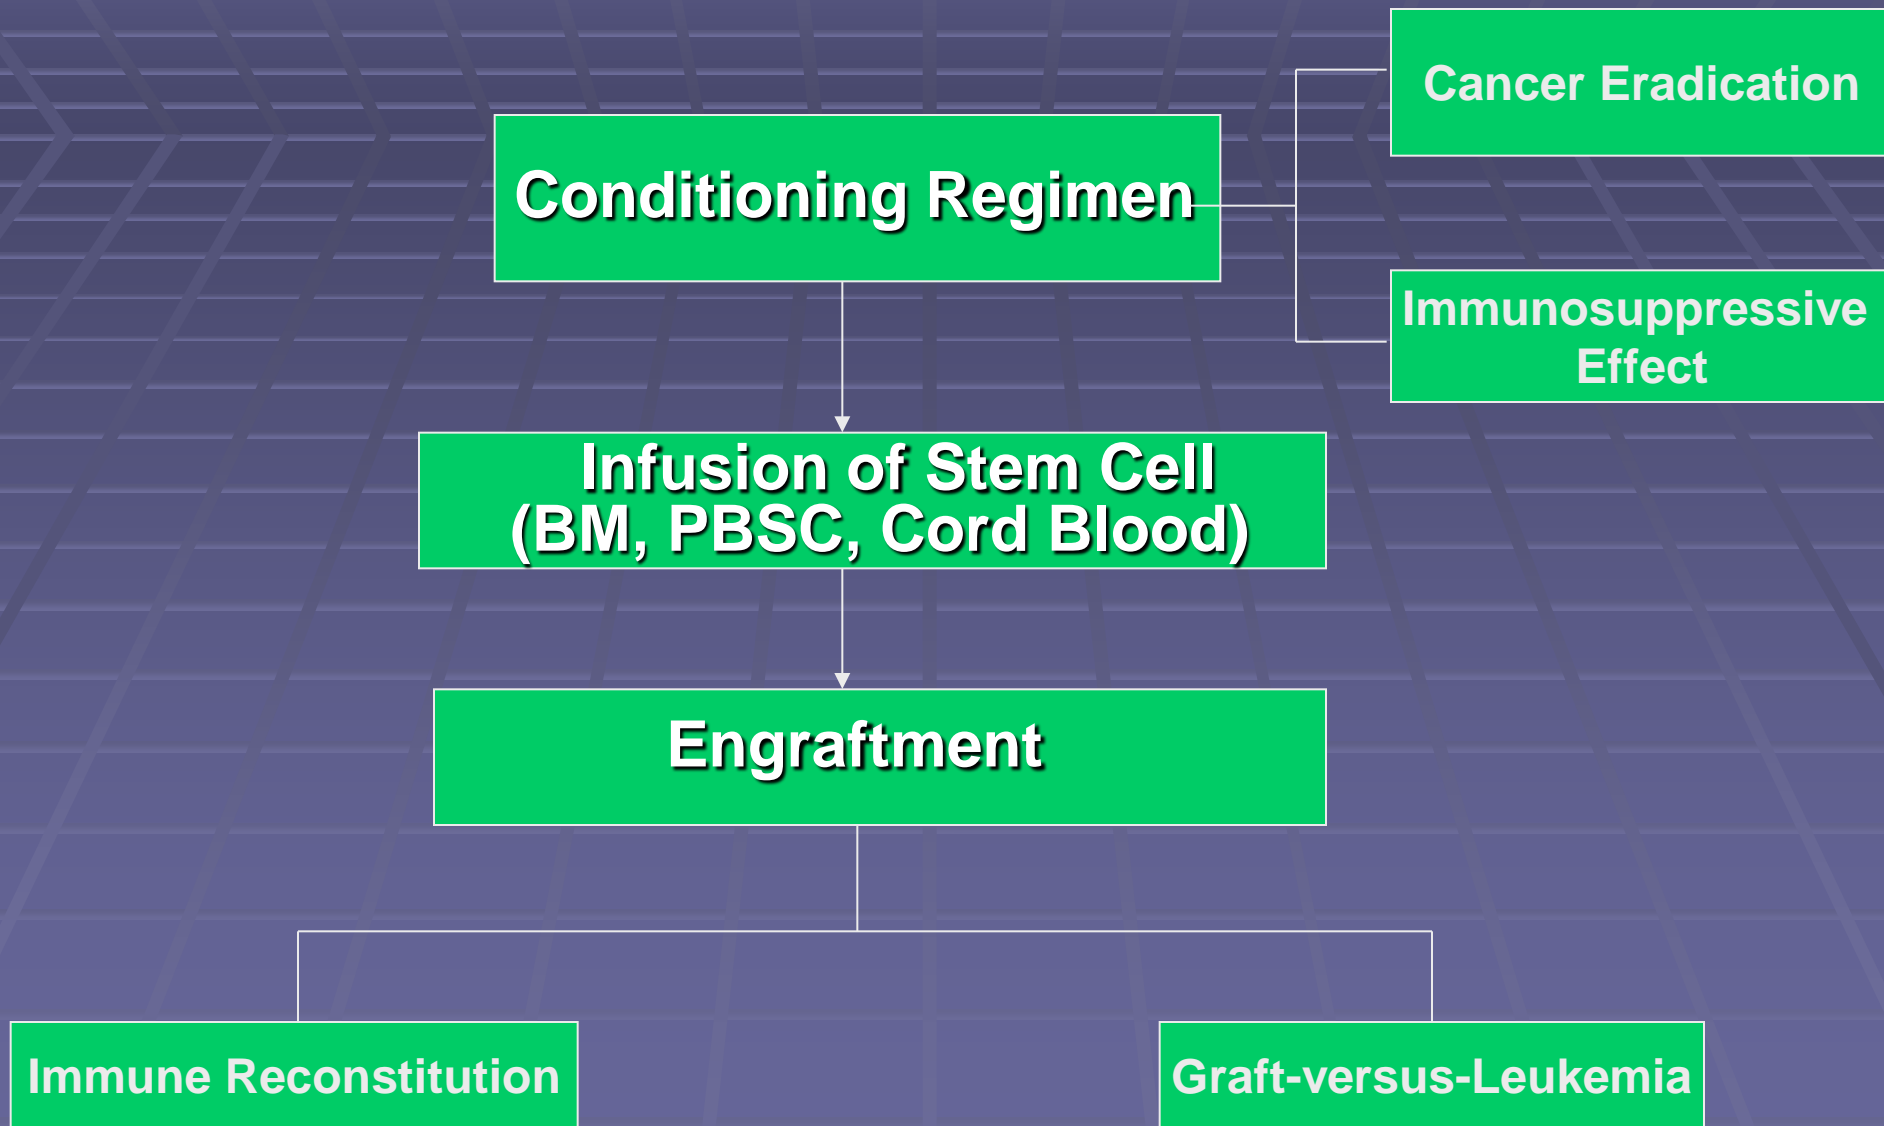 Cancer Eradication
Conditioning Regimen
Immunosuppressive
Effect
Infusion of Stem Cell
(BM, PBSC, Cord Blood)
Engraftment
Immune Reconstitution
Graft-versus-Leukemia